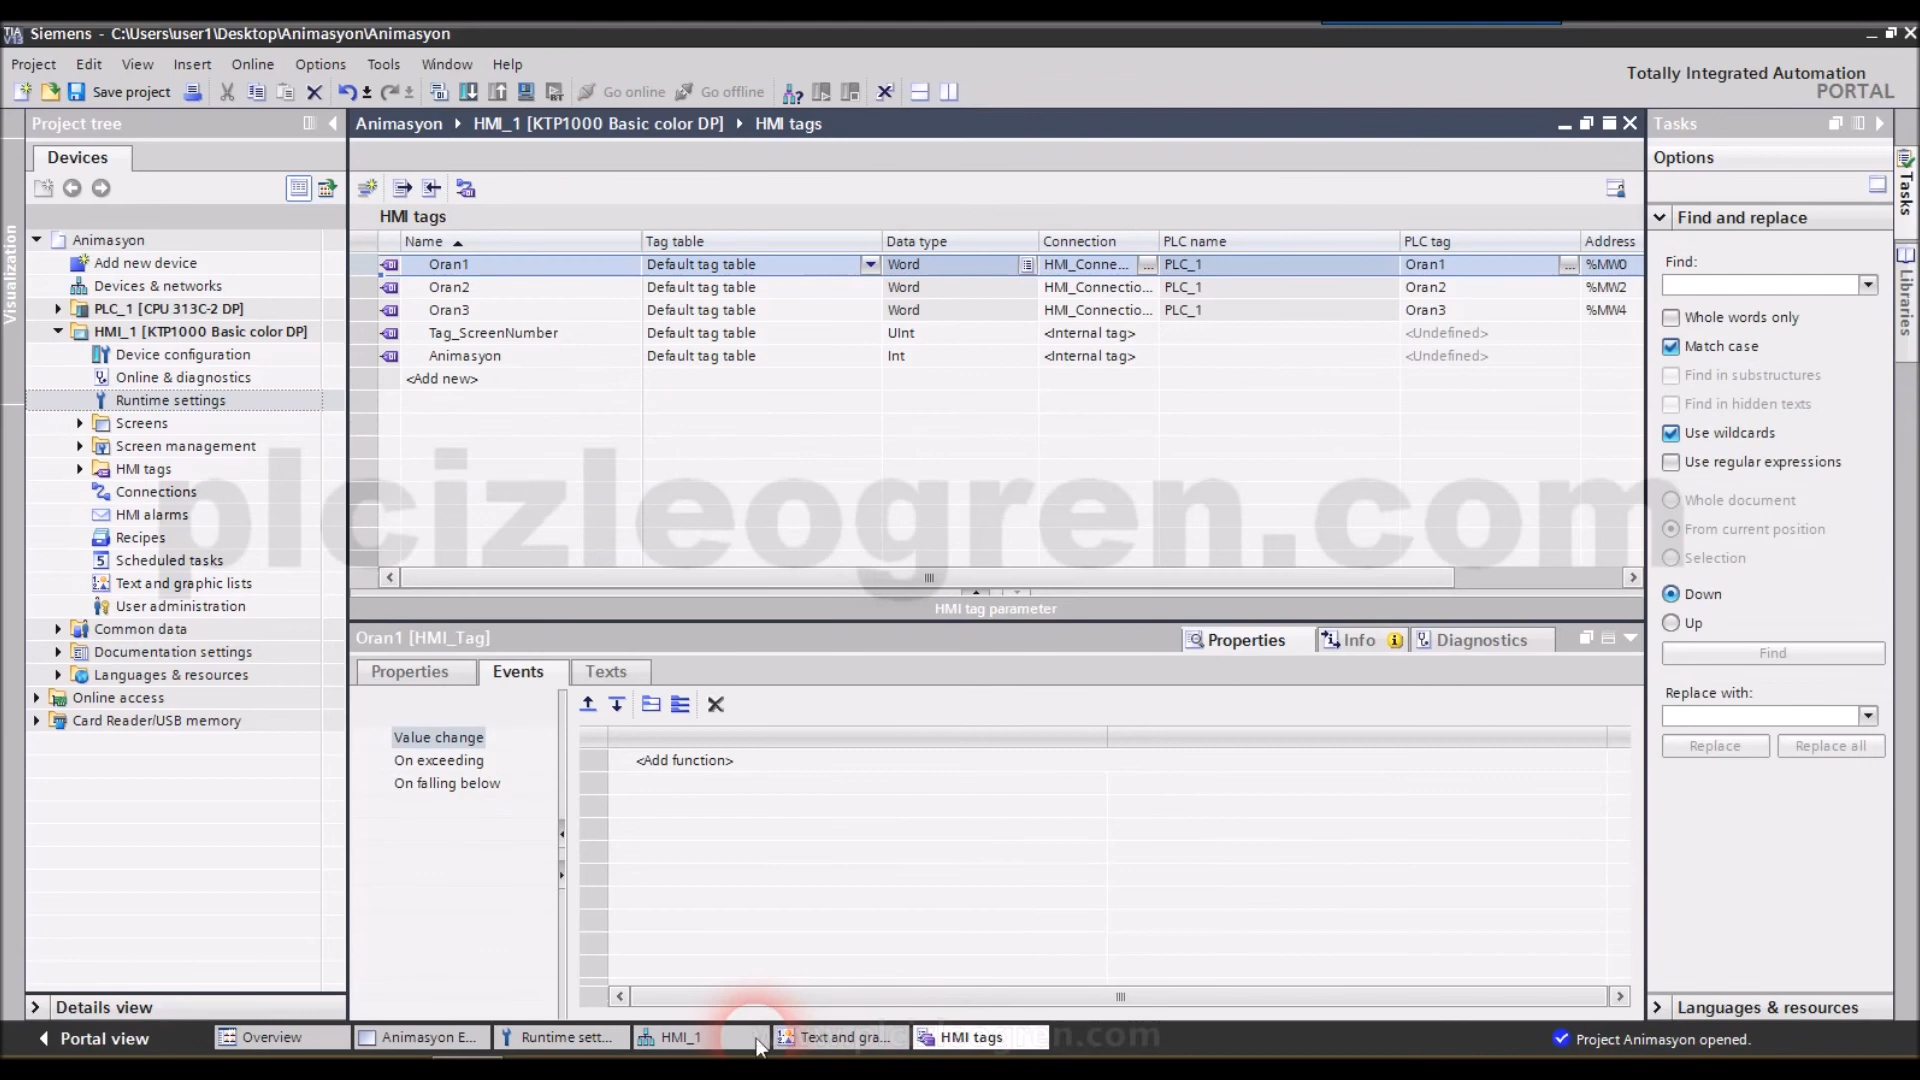 Siemens - C:\Users\user1\Desktop\Animasyon\Animasyon
Project Edit View Insert Online Options Tools Window Help
Totally Integrated Automation
PORTAL
Save project Go online Go offline
Project tree
Animasyon HMI_1 [KTP1000 Basic color DP] HMI tags
Tasks
Devices
Options
HMI tags
Name Tag table Data type Connection PLC name PLC tag Address
Oran1 Default tag table Word HMI_Conne... PLC_1 Oran1 %MW0
Oran2 Default tag table Word HMI_Connectio... PLC_1 Oran2 %MW2
Oran3 Default tag table Word HMI_Connectio... PLC_1 Oran3 %MW4
Tag_ScreenNumber Default tag table UInt <Internal tag> <Undefined>
Animasyon Default tag table Int <Internal tag> <Undefined>
<Add new>
Animasyon
Add new device
Devices & networks
PLC_1 [CPU 313C-2 DP]
HMI_1 [KTP1000 Basic color DP]
Device configuration
Online & diagnostics
Runtime settings
Screens
Screen management
HMI tags
Connections
HMI alarms
Recipes
Scheduled tasks
Text and graphic lists
User administration
Common data
Documentation settings
Languages & resources
Online access
Card Reader/USB memory
Visualization
plcizleogren.com
HMI tag parameter
Oran1 [HMI_Tag]
Properties Info Diagnostics
Properties Events Texts
Value change
On exceeding
On falling below
<Add function>
Find and replace
Find:
Whole words only
Match case
Find in substructures
Find in hidden texts
Use wildcards
Use regular expressions
Whole document
From current position
Selection
Down
Up
Find
Replace with:
Replace Replace all
Tasks
Libraries
Details view
Languages & resources
Portal view Overview Animasyon E... Runtime sett... HMI_1 Text and gra... HMI tags
Project Animasyon opened.